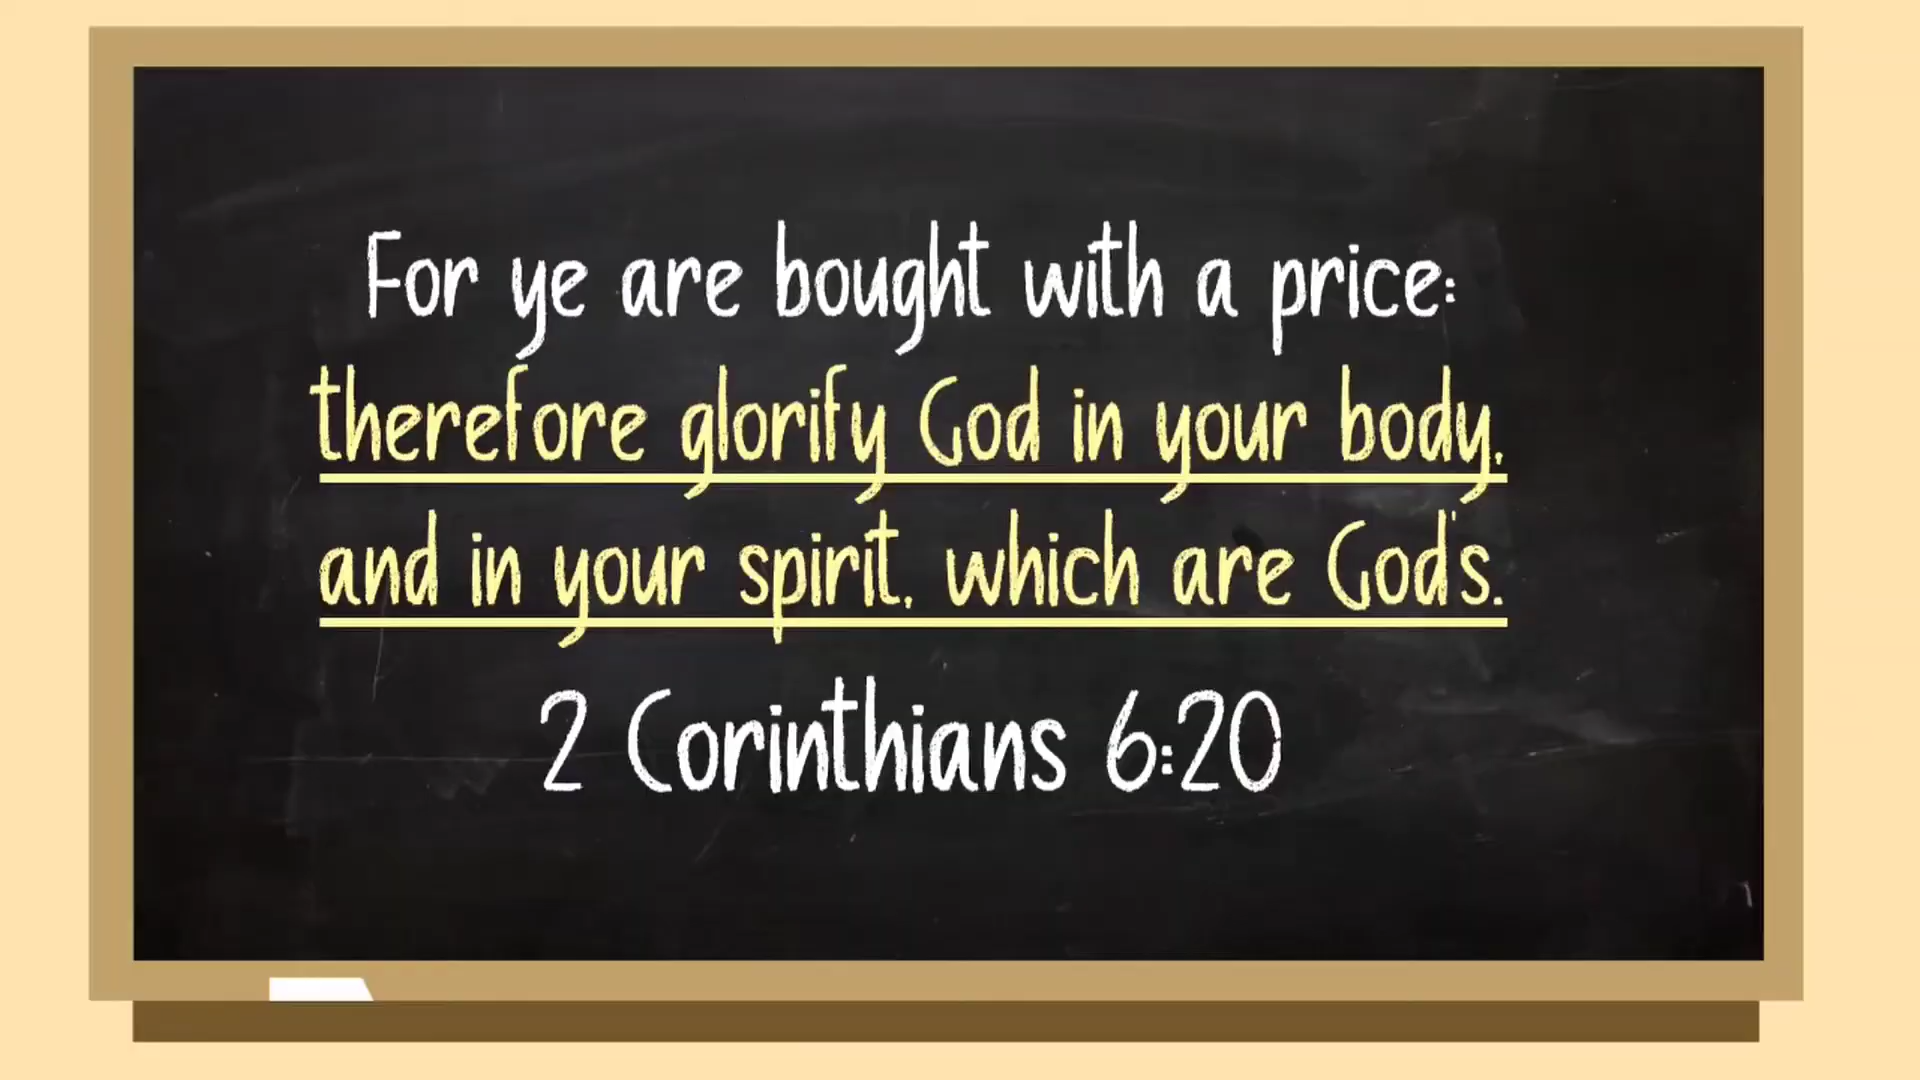 For ye are bought with a price:
therefore glorify God in your body,
and in your spirit, which are God's.
2 Corinthians 6:20